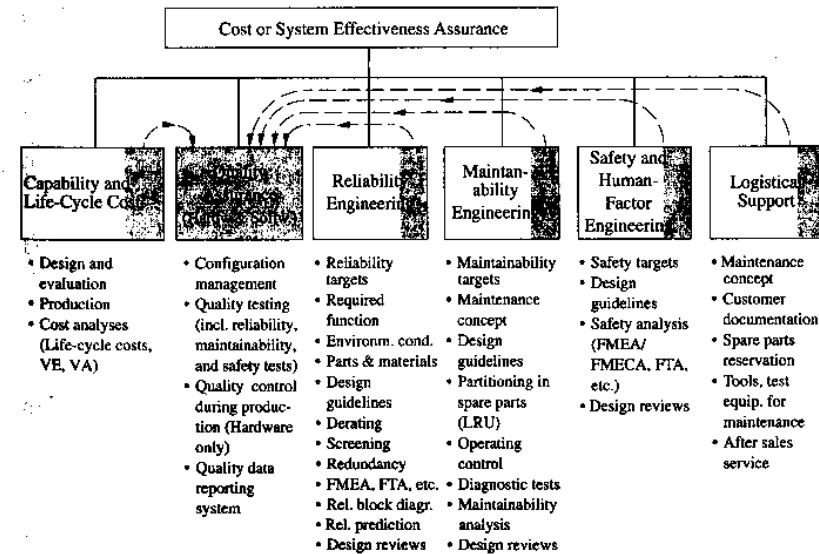 Cost or System Effectiveness Assurance
Capability and
Life-Cycle Costs
Quality
(Hardw. & Softw.)
Reliability
Engineering
Maintan-
ability
Engineering
Safety and
Human-
Factor
Engineering
Logistical
Support
• Design and
evaluation
• Production
• Cost analyses
(Life-cycle costs,
VE, VA)
• Configuration
management
• Quality testing
(incl. reliability,
maintainability,
and safety tests)
• Quality control
during produc-
tion (Hardware
only)
• Quality data
reporting
system
• Reliability
targets
• Required
function
• Environm. cond.
• Parts & materials
• Design
guidelines
• Derating
• Screening
• Redundancy
• FMEA, FTA, etc.
• Rel. block diagr.
• Rel. prediction
• Design reviews
• Maintainability
targets
• Maintenance
concept
• Design
guidelines
• Partitioning in
spare parts
(LRU)
• Operating
control
• Diagnostic tests
• Maintainability
analysis
• Design reviews
• Safety targets
• Design
guidelines
• Safety analysis
(FMEA/
FMECA, FTA,
etc.)
• Design reviews
• Maintenance
concept
• Customer
documentation
• Spare parts
reservation
• Tools, test
equip. for
maintenance
• After sales
service